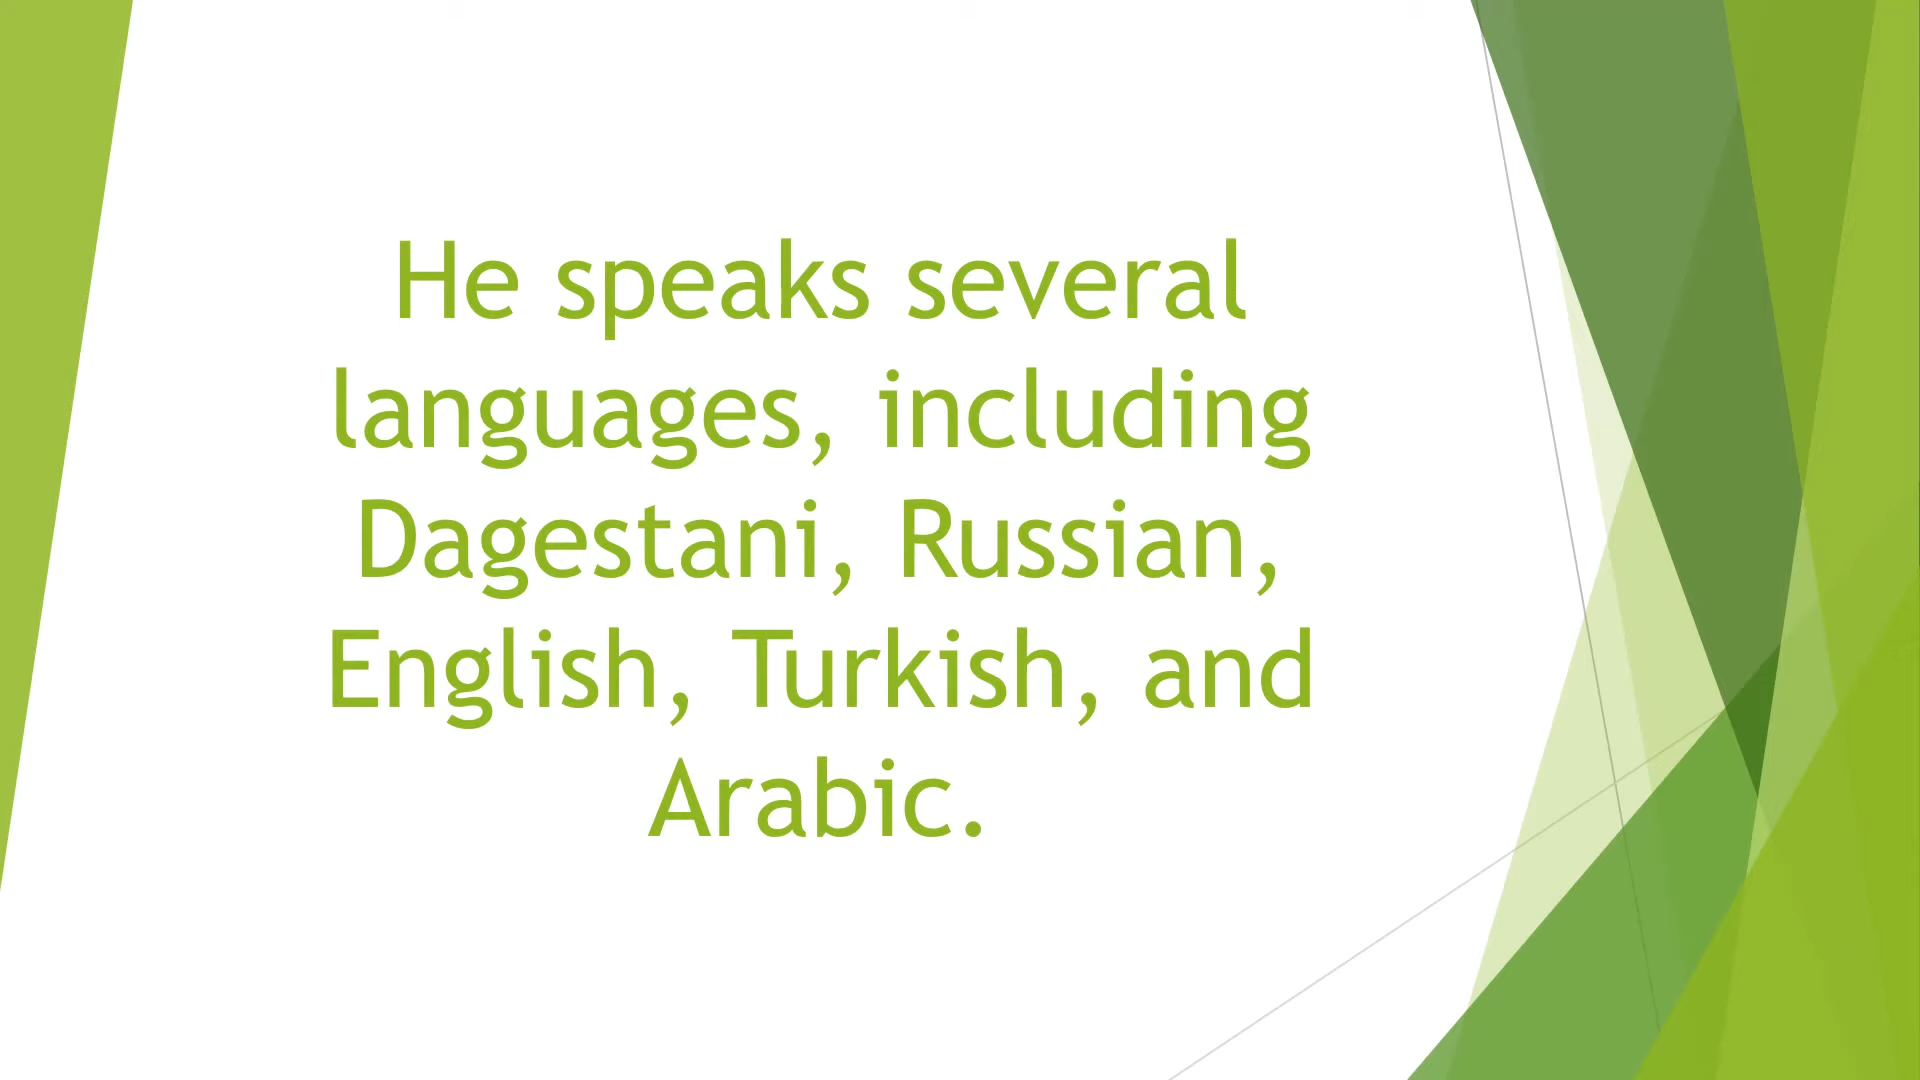 He speaks several
languages, including
Dagestani, Russian,
English, Turkish, and
Arabic.